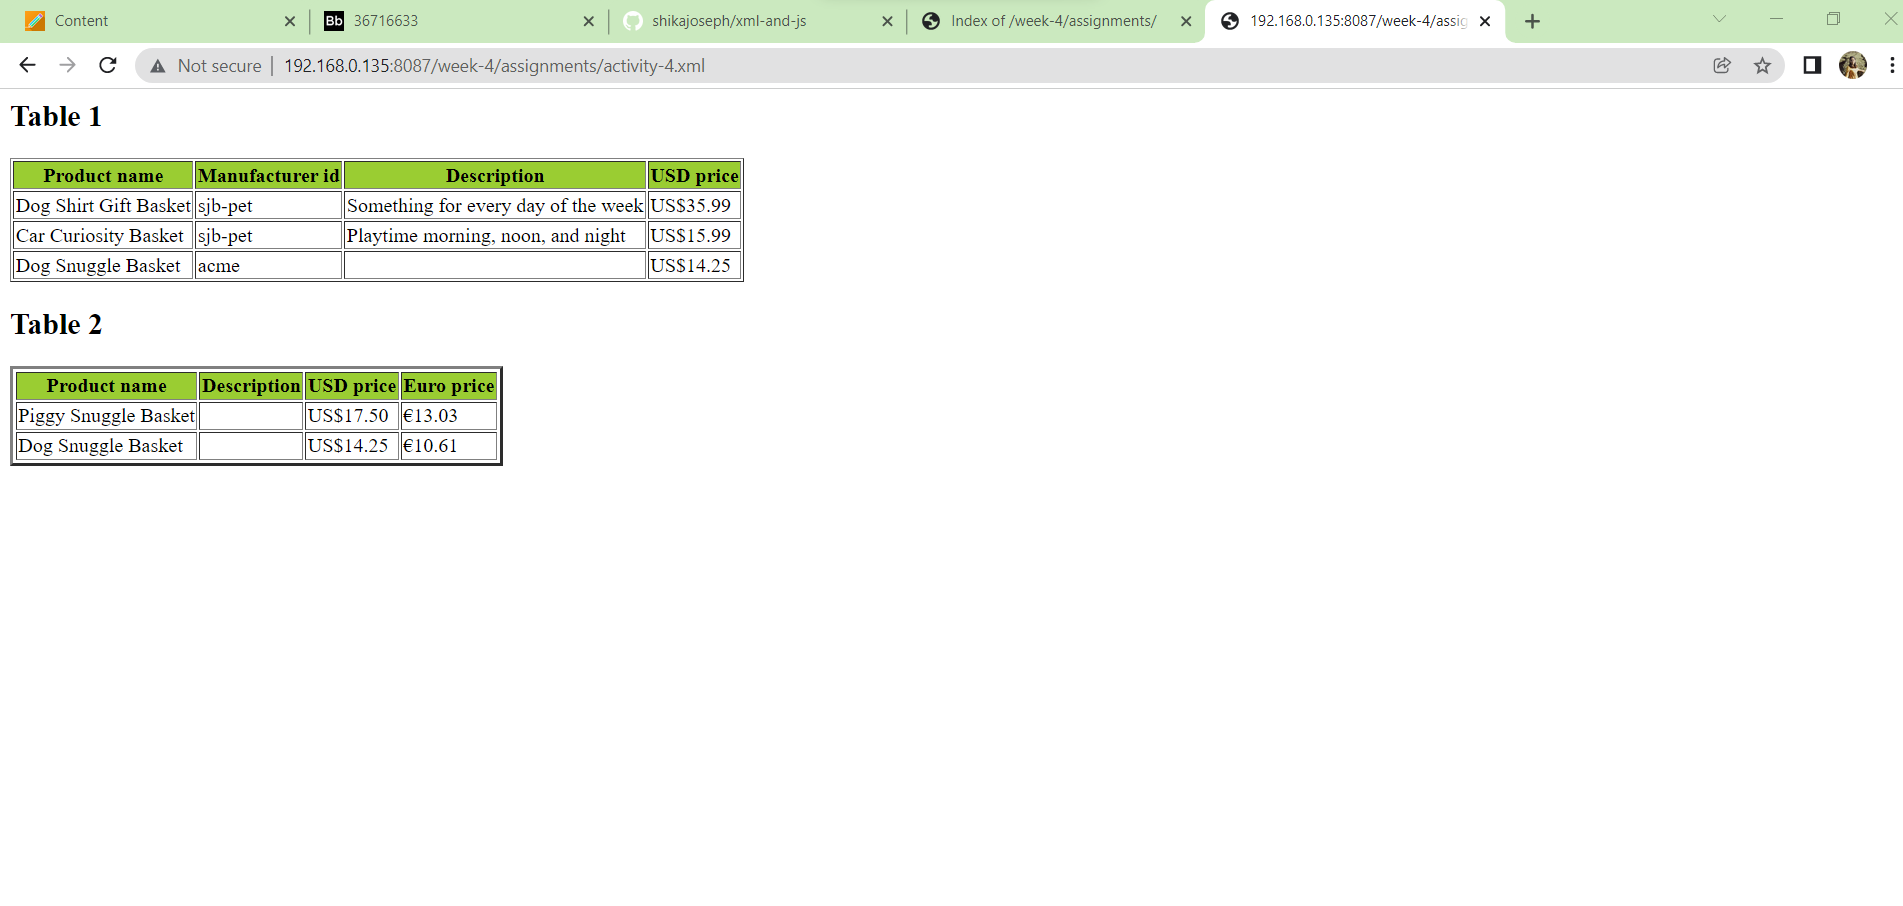 Content
Bb 36716633
shikajoseph/xml-and-js
Index of /week-4/assignments/
192.168.0.135:8087/week-4/assig
Not secure 192.168.0.135:8087/week-4/assignments/activity-4.xml
Table 1
Product name Manufacturer id Description USD price
Dog Shirt Gift Basket sjb-pet Something for every day of the week US$35.99
Car Curiosity Basket sjb-pet Playtime morning, noon, and night US$15.99
Dog Snuggle Basket acme US$14.25
Table 2
Product name Description USD price Euro price
Piggy Snuggle Basket US$17.50 €13.03
Dog Snuggle Basket US$14.25 €10.61